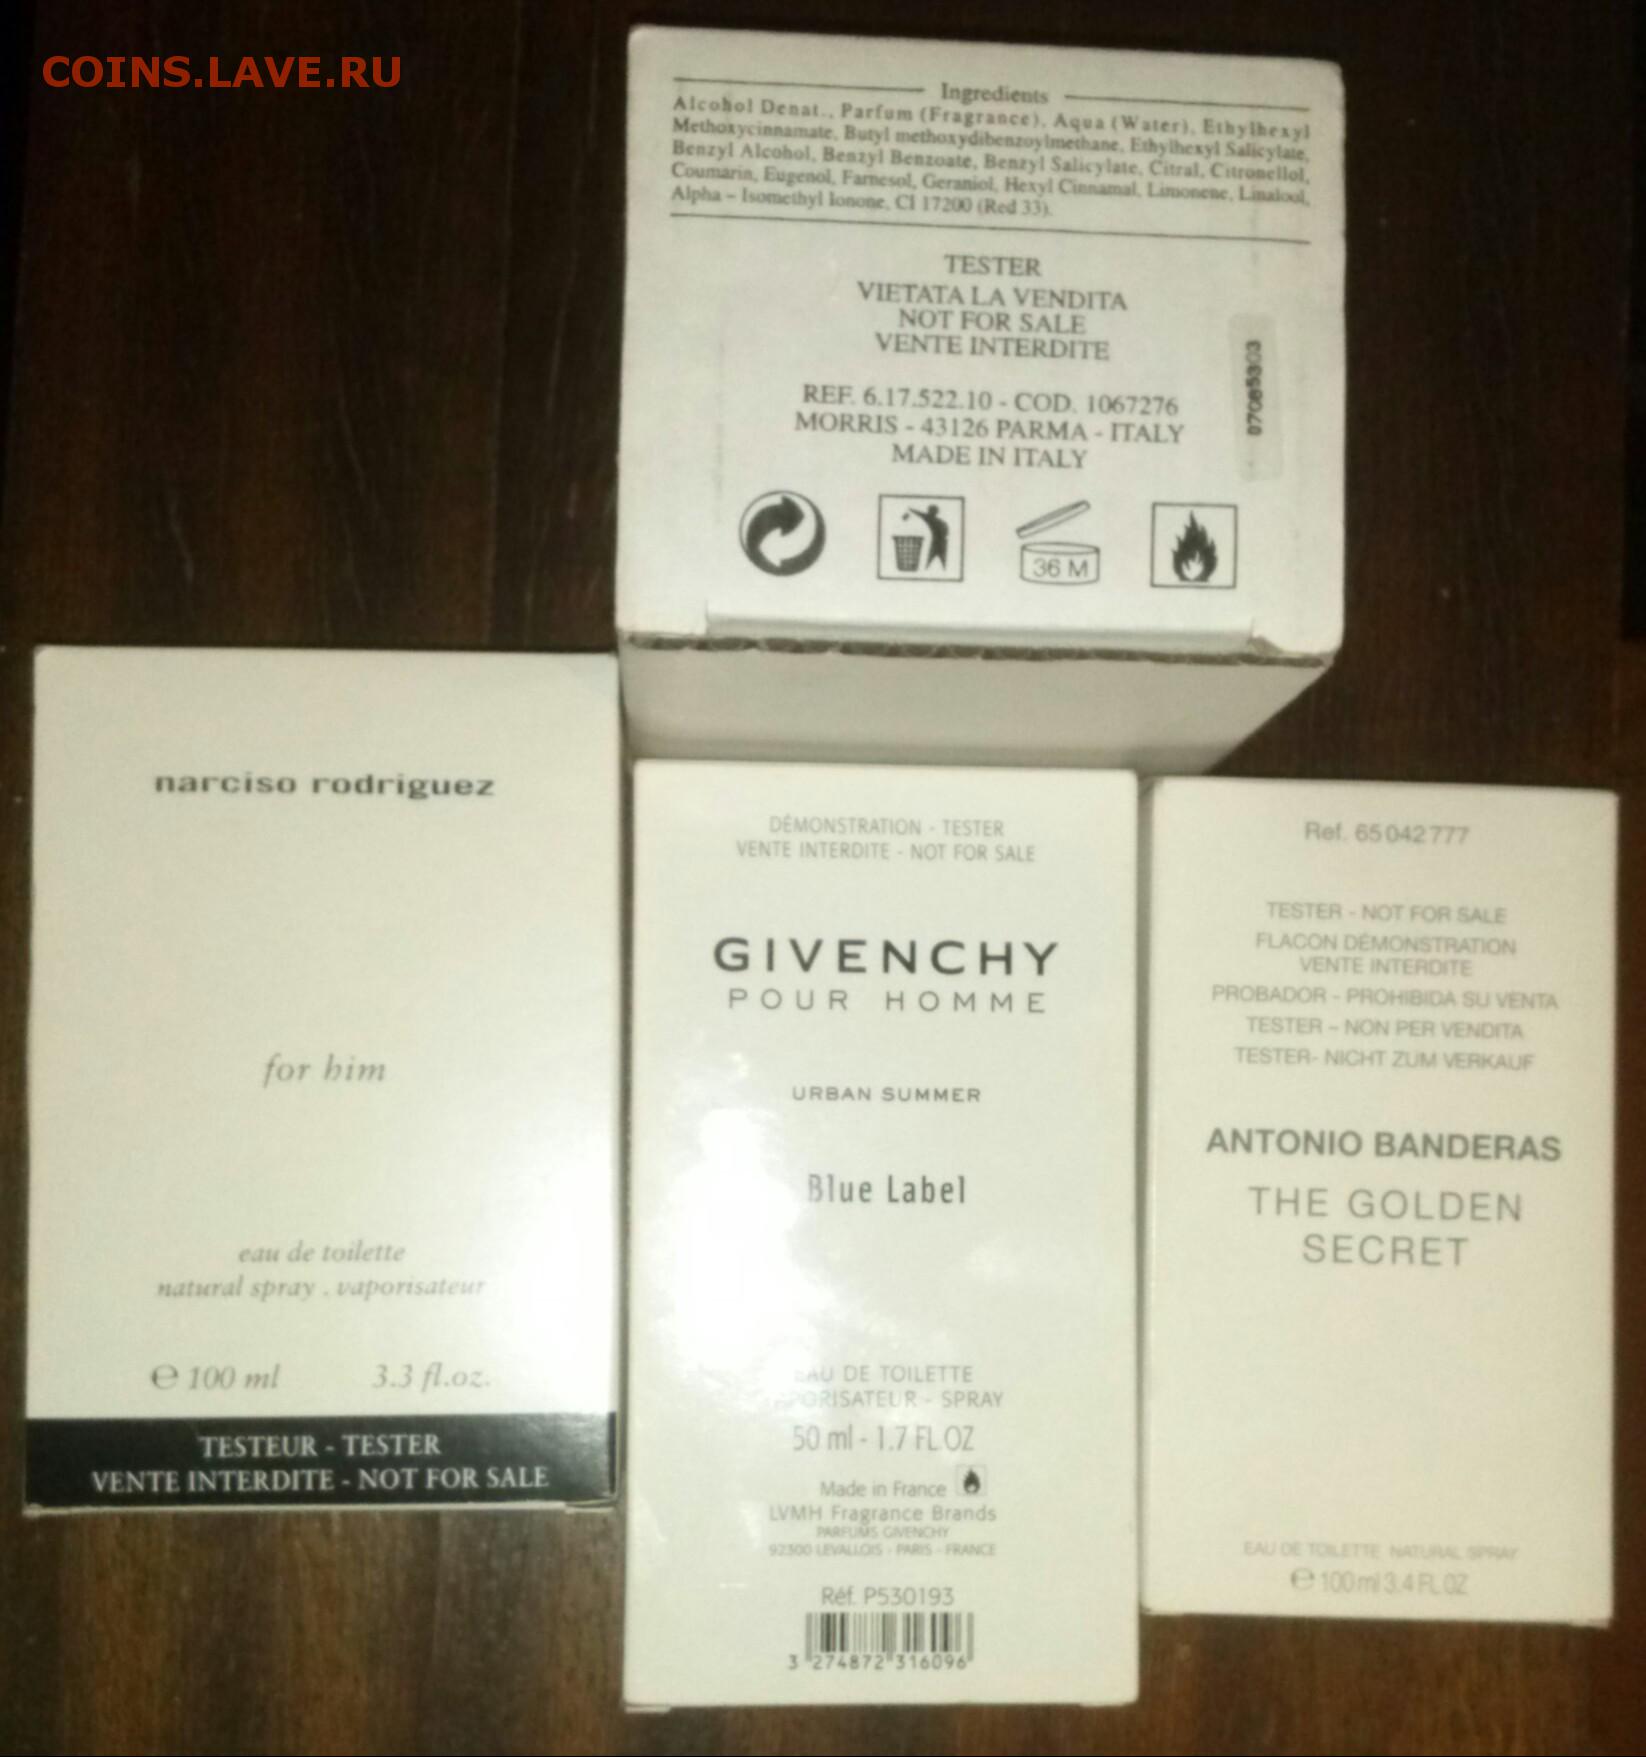 COINS.LAVE.RU
Ingredients
Alcohol Denat., Parfum (Fragrance), Aqua (Water), Ethylhexyl
Methoxycinnamate, Butyl methoxydibenzoylmethane, Ethylhexyl Salicylate,
Benzyl Alcohol, Benzyl Benzoate, Benzyl Salicylate, Citral, Citronellol,
Coumarin, Eugenol, Farnesol, Geraniol, Hexyl Cinnamal, Limonene, Linalool,
Alpha – Isomethyl Ionone, CI 17200 (Red 33).
TESTER
VIETATA LA VENDITA
NOT FOR SALE
VENTE INTERDITE
REF. 6.17.522.10 - COD. 1067276
MORRIS - 43126 PARMA - ITALY
MADE IN ITALY
07085303
36 M
narciso rodriguez
for him
eau de toilette
natural spray . vaporisateur
℮ 100 ml 3.3 fl.oz.
TESTEUR - TESTER
VENTE INTERDITE - NOT FOR SALE
DÉMONSTRATION - TESTER
VENTE INTERDITE - NOT FOR SALE
GIVENCHY
POUR HOMME
URBAN SUMMER
Blue Label
EAU DE TOILETTE
VAPORISATEUR - SPRAY
50 ml - 1.7 FL.OZ
Made in France
LVMH Fragrance Brands
PARFUMS GIVENCHY
92300 LEVALLOIS - PARIS - FRANCE
Réf. P530193
3 274872 316096
Ref. 65042777
TESTER - NOT FOR SALE
FLACON DÉMONSTRATION
VENTE INTERDITE
PROBADOR - PROHIBIDA SU VENTA
TESTER – NON PER VENDITA
TESTER- NICHT ZUM VERKAUF
ANTONIO BANDERAS
THE GOLDEN
SECRET
EAU DE TOILETTE NATURAL SPRAY
℮ 100 ml 3.4 FL.OZ